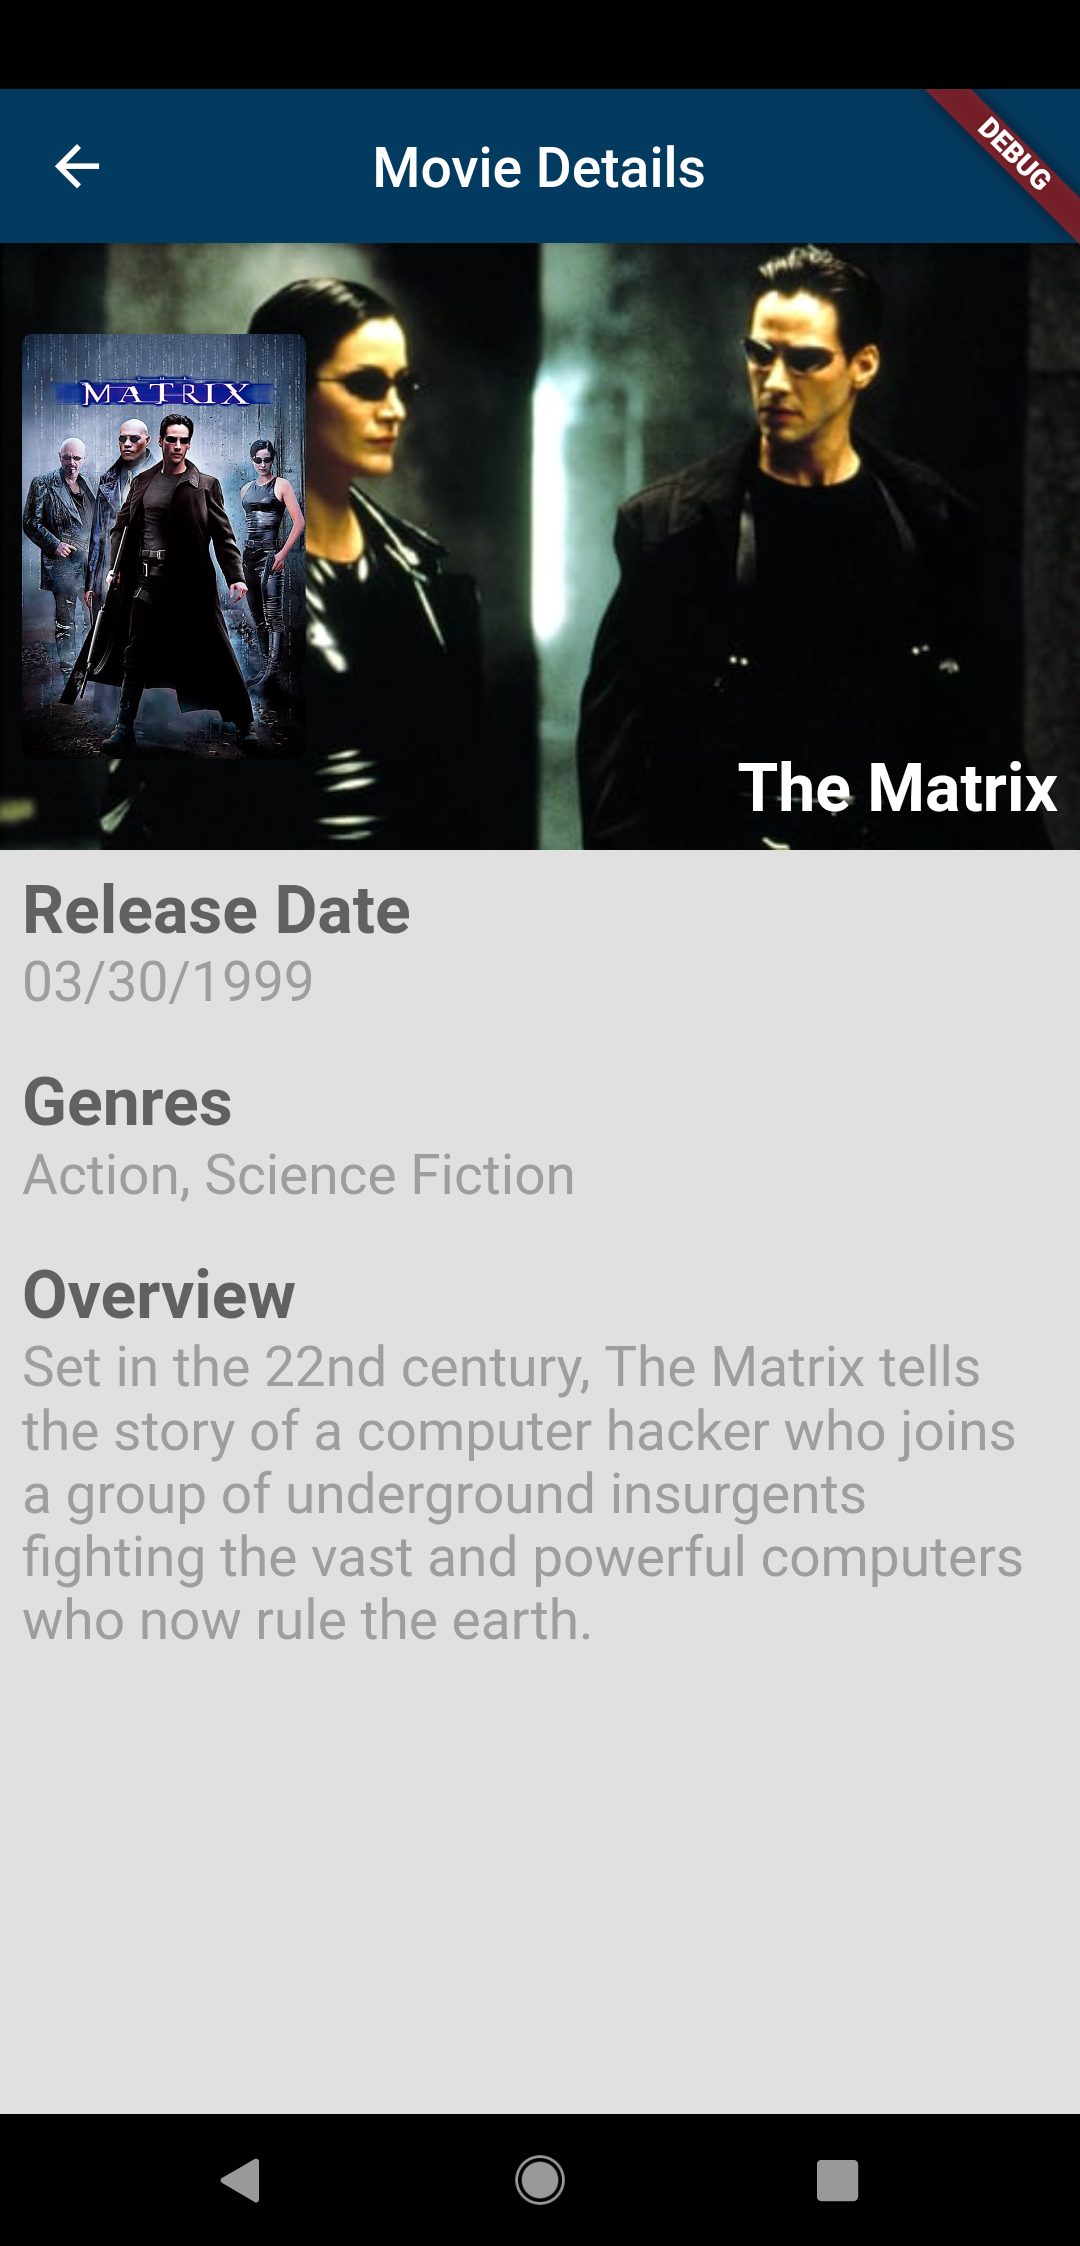 Movie Details
DEBUG
MATRIX
The Matrix
Release Date
03/30/1999
Genres
Action, Science Fiction
Overview
Set in the 22nd century, The Matrix tells
the story of a computer hacker who joins
a group of underground insurgents
fighting the vast and powerful computers
who now rule the earth.